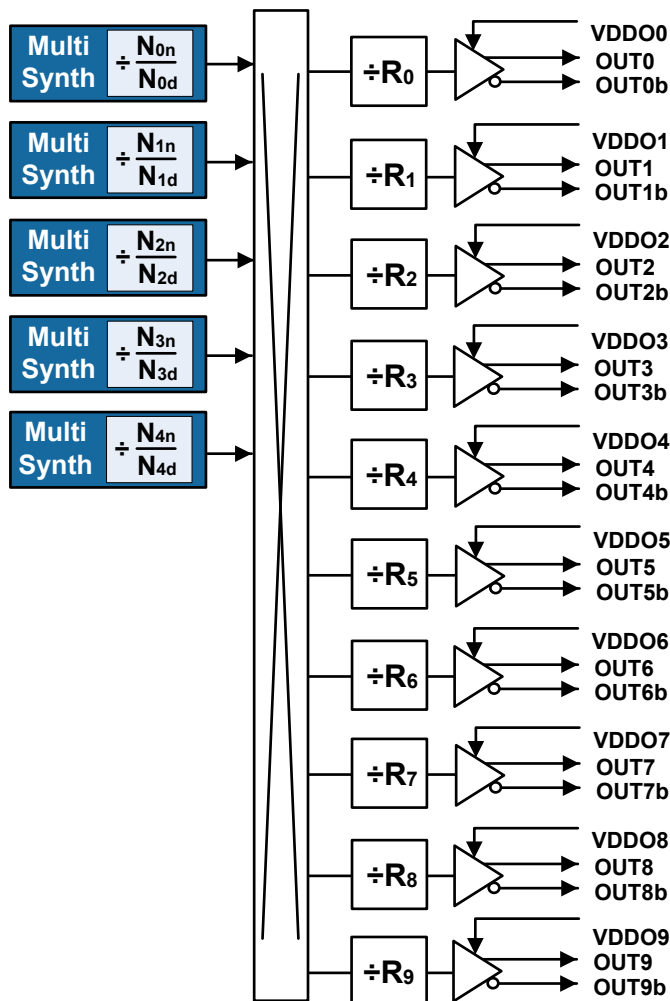 Multi Synth ÷ N0n N0d
Multi Synth ÷ N1n N1d
Multi Synth ÷ N2n N2d
Multi Synth ÷ N3n N3d
Multi Synth ÷ N4n N4d
÷R0
÷R1
÷R2
÷R3
÷R4
÷R5
÷R6
÷R7
÷R8
÷R9
VDDO0
OUT0
OUT0b
VDDO1
OUT1
OUT1b
VDDO2
OUT2
OUT2b
VDDO3
OUT3
OUT3b
VDDO4
OUT4
OUT4b
VDDO5
OUT5
OUT5b
VDDO6
OUT6
OUT6b
VDDO7
OUT7
OUT7b
VDDO8
OUT8
OUT8b
VDDO9
OUT9
OUT9b